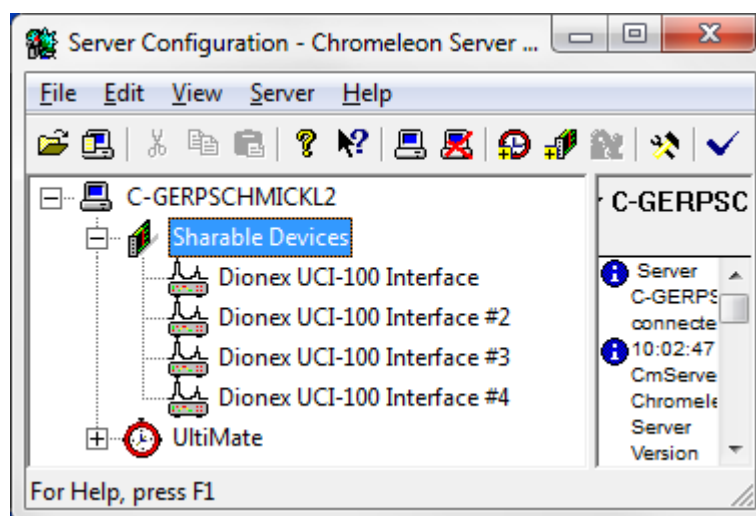 Server Configuration - Chromeleon Server ...
File Edit View Server Help
C-GERPSCHMICKL2
Sharable Devices
Dionex UCI-100 Interface
Dionex UCI-100 Interface #2
Dionex UCI-100 Interface #3
Dionex UCI-100 Interface #4
UltiMate
C-GERPSC
Server
C-GERPS
connecte
10:02:47
CmServe
Chromele
Server
Version
For Help, press F1